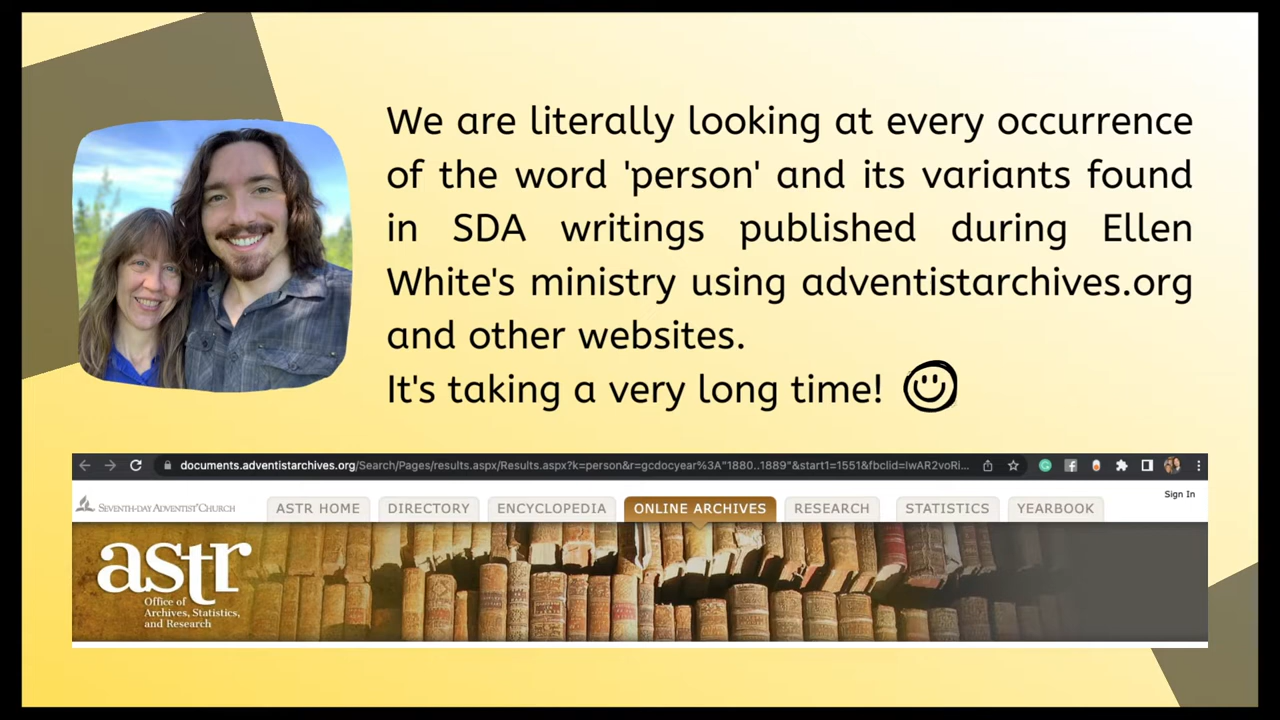 We are literally looking at every occurrence
of the word 'person' and its variants found
in SDA writings published during Ellen
White's ministry using adventistarchives.org
and other websites.
It's taking a very long time!
documents.adventistarchives.org/Search/Pages/results.aspx/Results.aspx?k=person&r=gcdocyear%3A"1880..1889"&start1=1551&fbclid=IwAR2voRi...
Sign In
SEVENTH-DAY ADVENTIST® CHURCH
ASTR HOME DIRECTORY ENCYCLOPEDIA ONLINE ARCHIVES RESEARCH STATISTICS YEARBOOK
astr
Office of
Archives, Statistics,
and Research